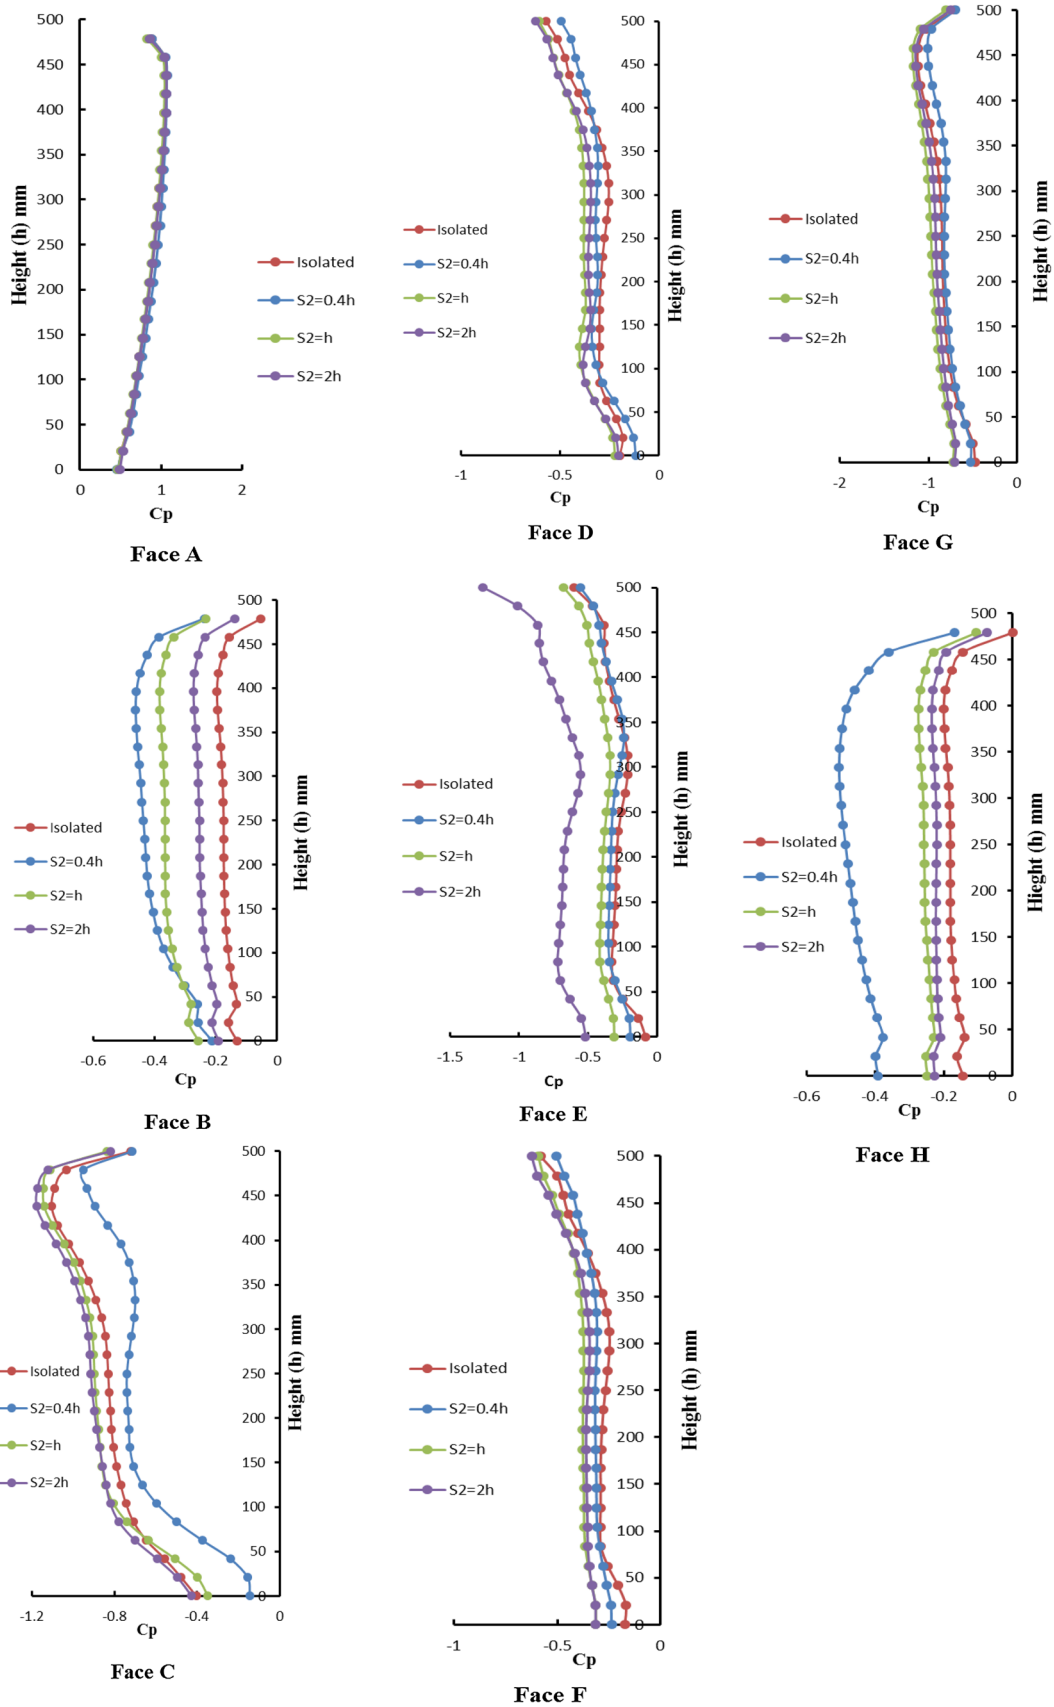 500
450
400
350
300
250
200
150
100
50
0
0 1 2
Height (h) mm
Cp
Isolated
S2=0.4h
S2=h
S2=2h
Face A
500
450
400
350
300
250
200
150
100
50
0
-1 -0.5 0
Height (h) mm
Cp
Isolated
S2=0.4h
S2=h
S2=2h
Face D
500
450
400
350
300
250
200
150
100
50
0
-2 -1 0
Height (h) mm
Cp
Isolated
S2=0.4h
S2=h
S2=2h
Face G
500
450
400
350
300
250
200
150
100
50
0
-0.6 -0.4 -0.2 0
Height (h) mm
Cp
Isolated
S2=0.4h
S2=h
S2=2h
Face B
500
450
400
350
300
250
200
150
100
50
0
-1.5 -1 -0.5 0
Height (h) mm
Cp
Isolated
S2=0.4h
S2=h
S2=2h
Face E
500
450
400
350
300
250
200
150
100
50
0
-0.6 -0.4 -0.2 0
Hieght (h) mm
Cp
Isolated
S2=0.4h
S2=h
S2=2h
Face H
500
450
400
350
300
250
200
150
100
50
0
-1.2 -0.8 -0.4 0
Height (h) mm
Cp
Isolated
S2=0.4h
S2=h
S2=2h
Face C
500
450
400
350
300
250
200
150
100
50
0
-1 -0.5 0
Height (h) mm
Cp
Isolated
S2=0.4h
S2=h
S2=2h
Face F